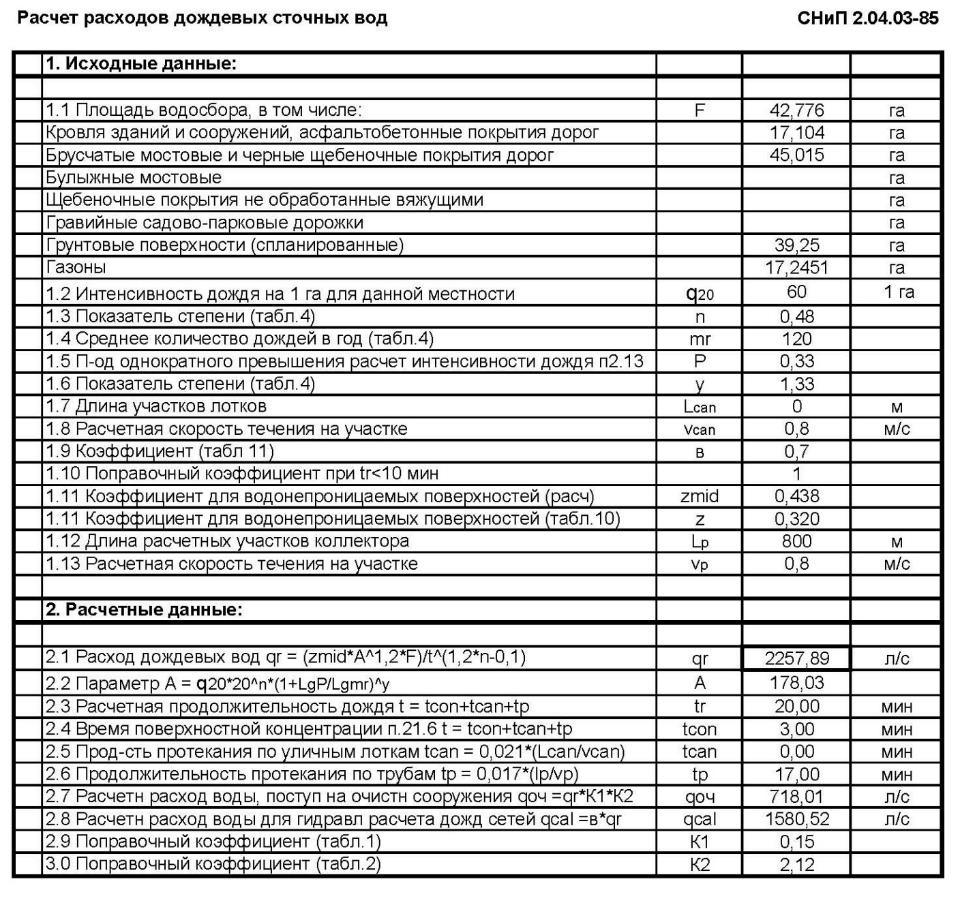 Расчет расходов дождевых сточных вод СНиП 2.04.03-85
1. Исходные данные:
1.1 Площадь водосбора, в том числе: F 42,776 га
Кровля зданий и сооружений, асфальтобетонные покрытия дорог 17,104 га
Брусчатые мостовые и черные щебеночные покрытия дорог 45,015 га
Булыжные мостовые га
Щебеночные покрытия не обработанные вяжущими га
Гравийные садово-парковые дорожки га
Грунтовые поверхности (спланированные) 39,25 га
Газоны 17,2451 га
1.2 Интенсивность дождя на 1 га для данной местности q20 60 1 га
1.3 Показатель степени (табл.4) n 0,48
1.4 Среднее количество дождей в год (табл.4) mr 120
1.5 П-од однократного превышения расчет интенсивности дождя п2.13 P 0,33
1.6 Показатель степени (табл.4) y 1,33
1.7 Длина участков лотков Lcan 0 м
1.8 Расчетная скорость течения на участке vcan 0,8 м/с
1.9 Коэффициент (табл 11) в 0,7
1.10 Поправочный коэффициент при tr<10 мин 1
1.11 Коэффициент для водонепроницаемых поверхностей (расч) zmid 0,438
1.11 Коэффициент для водонепроницаемых поверхностей (табл.10) z 0,320
1.12 Длина расчетных участков коллектора Lp 800 м
1.13 Расчетная скорость течения на участке vp 0,8 м/с
2. Расчетные данные:
2.1 Расход дождевых вод qr = (zmid*A^1,2*F)/t^(1,2*n-0,1) qr 2257,89 л/с
2.2 Параметр A = q20*20^n*(1+LgP/Lgmr)^y A 178,03
2.3 Расчетная продолжительность дождя t = tcon+tcan+tp tr 20,00 мин
2.4 Время поверхностной концентрации п.21.6 t = tcon+tcan+tp tcon 3,00 мин
2.5 Прод-сть протекания по уличным лоткам tcan = 0,021*(Lcan/vcan) tcan 0,00 мин
2.6 Продолжительность протекания по трубам tp = 0,017*(lp/vp) tp 17,00 мин
2.7 Расчетн расход воды, поступ на очистн сооружения qоч =qr*К1*К2 qоч 718,01 л/с
2.8 Расчетн расход воды для гидравл расчета дожд сетей qcal =в*qr qcal 1580,52 л/с
2.9 Поправочный коэффициент (табл.1) К1 0,15
3.0 Поправочный коэффициент (табл.2) К2 2,12